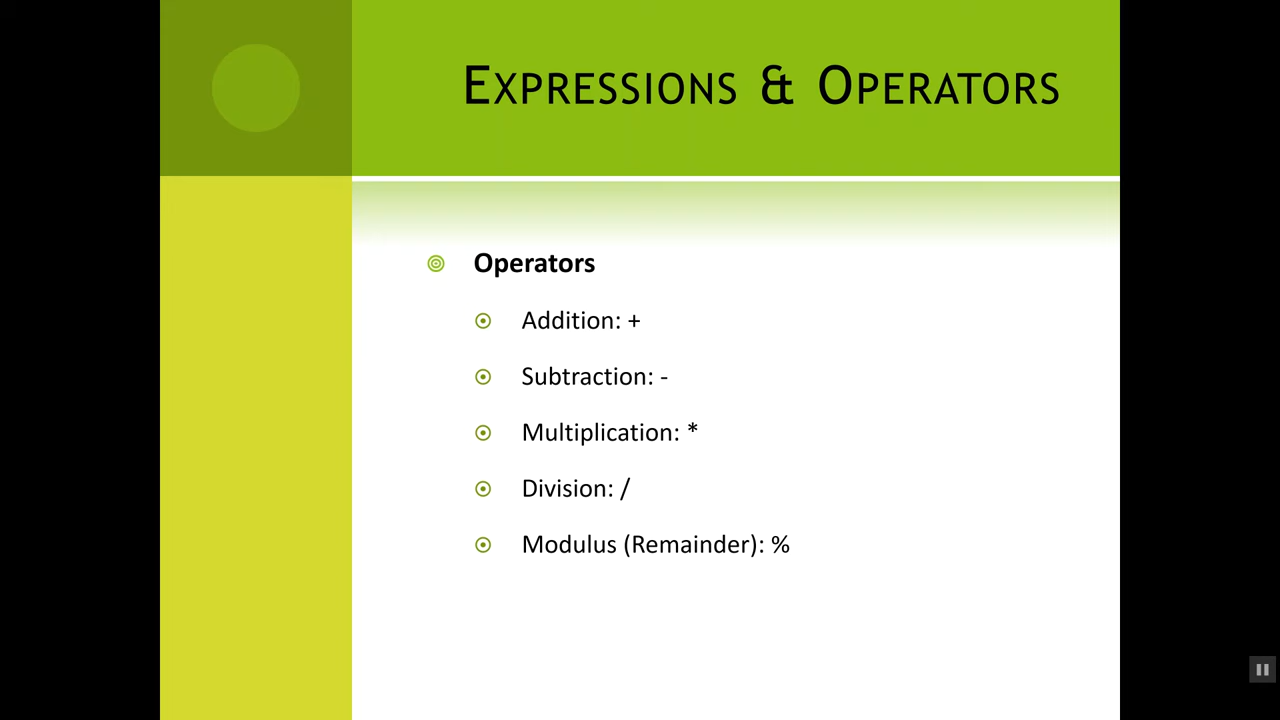 Expressions & Operators
Operators
Addition: +
Subtraction: -
Multiplication: *
Division: /
Modulus (Remainder): %